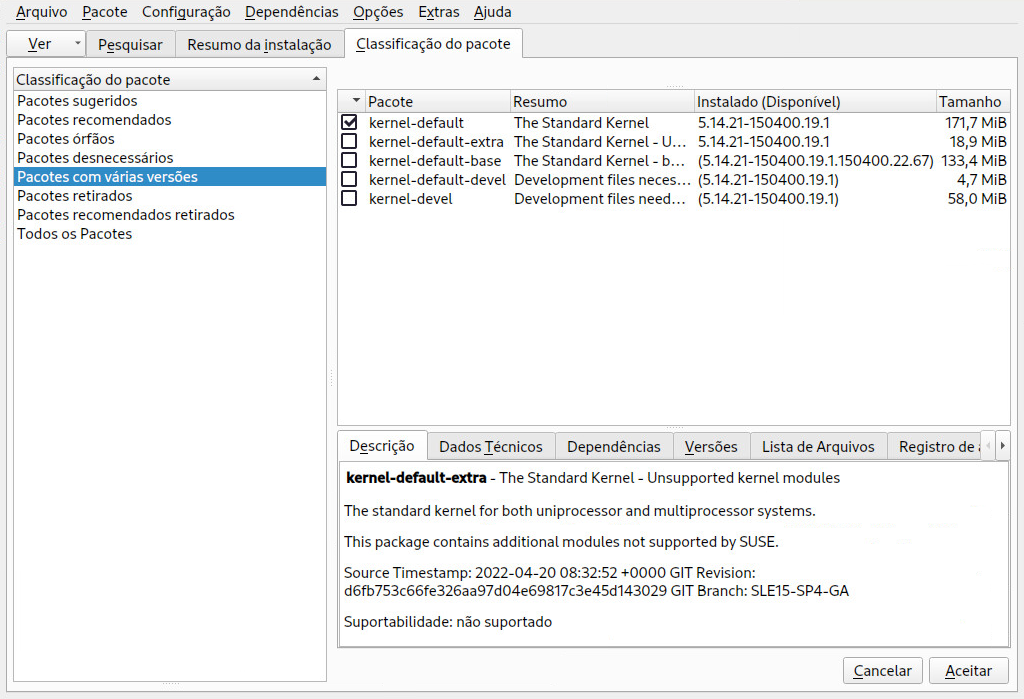 Arquivo Pacote Configuração Dependências Opções Extras Ajuda
Ver Pesquisar Resumo da instalação Classificação do pacote
Classificação do pacote
Pacotes sugeridos
Pacotes recomendados
Pacotes órfãos
Pacotes desnecessários
Pacotes com várias versões
Pacotes retirados
Pacotes recomendados retirados
Todos os Pacotes
Pacote Resumo Instalado (Disponível) Tamanho
kernel-default The Standard Kernel 5.14.21-150400.19.1 171,7 MiB
kernel-default-extra The Standard Kernel - U... 5.14.21-150400.19.1 18,9 MiB
kernel-default-base The Standard Kernel - b... (5.14.21-150400.19.1.150400.22.67) 133,4 MiB
kernel-default-devel Development files neces... (5.14.21-150400.19.1) 4,7 MiB
kernel-devel Development files need... (5.14.21-150400.19.1) 58,0 MiB
Descrição Dados Técnicos Dependências Versões Lista de Arquivos Registro de
kernel-default-extra - The Standard Kernel - Unsupported kernel modules
The standard kernel for both uniprocessor and multiprocessor systems.
This package contains additional modules not supported by SUSE.
Source Timestamp: 2022-04-20 08:32:52 +0000 GIT Revision:
d6fb753c66fe326aa97d04e69817c3e45d143029 GIT Branch: SLE15-SP4-GA
Suportabilidade: não suportado
Cancelar Aceitar